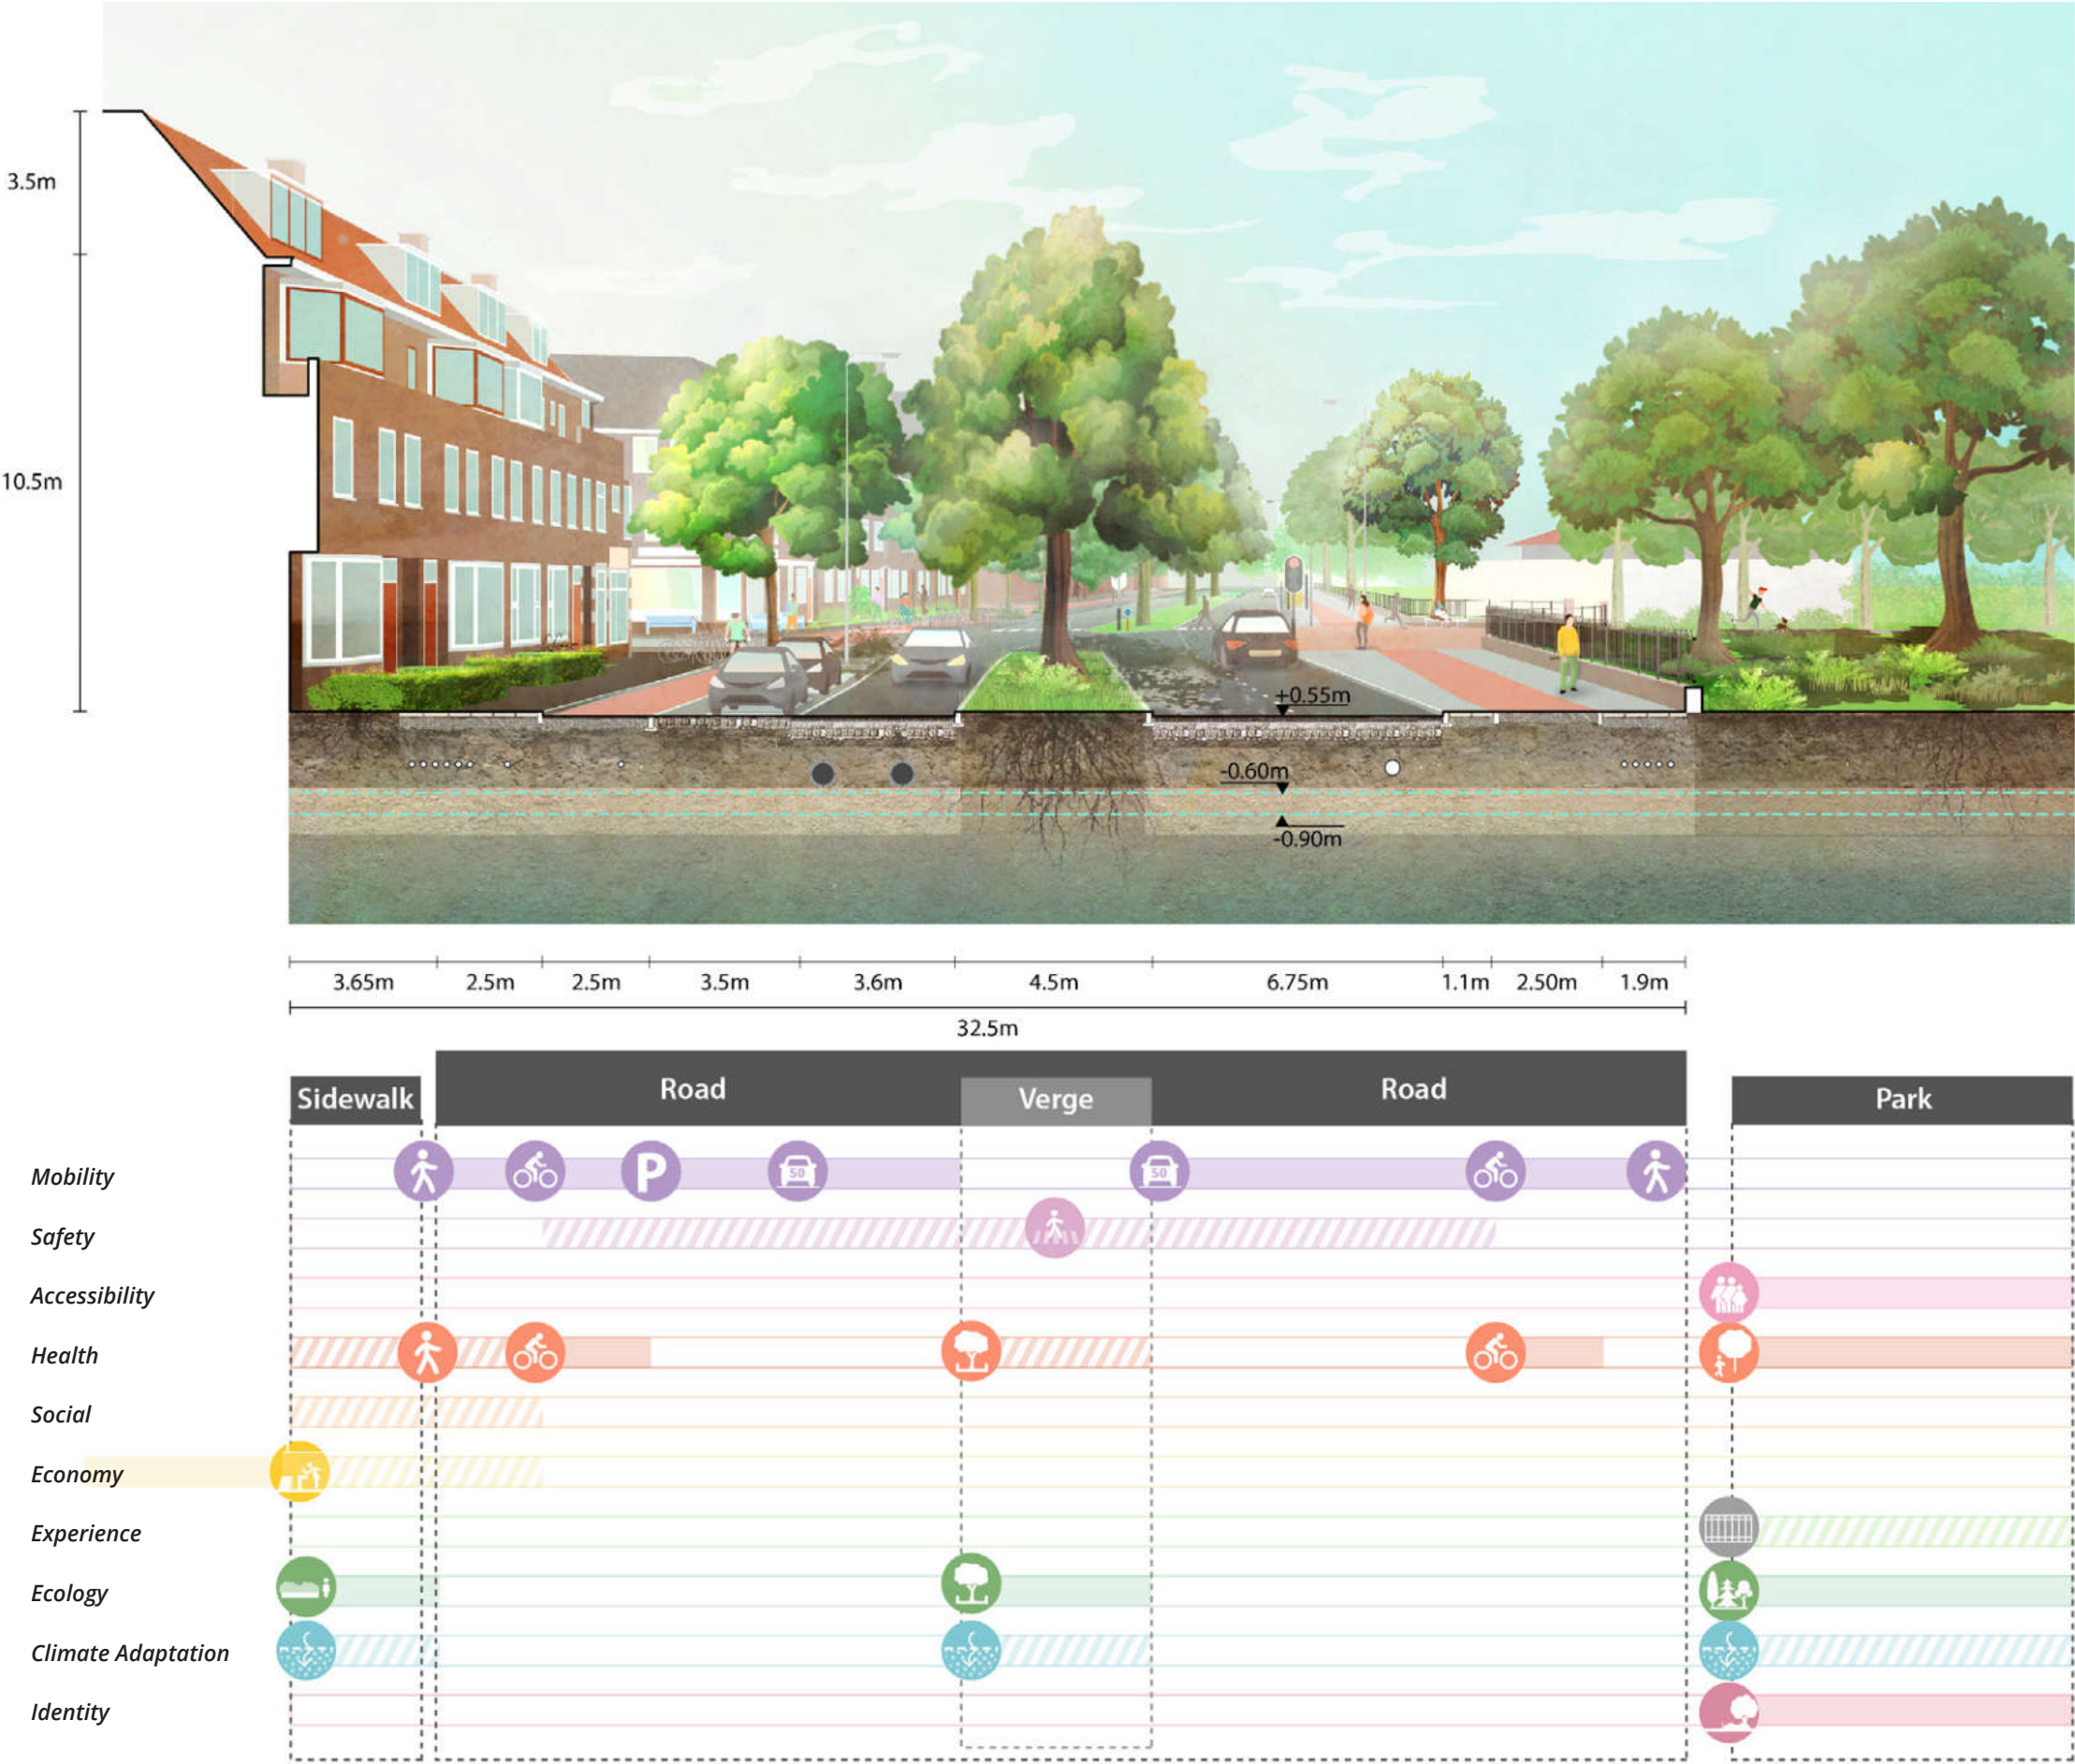 3.5m
10.5m
+0.55m
-0.60m
-0.90m
3.65m 2.5m 2.5m 3.5m 3.6m 4.5m 6.75m 1.1m 2.50m 1.9m
32.5m
Sidewalk Road Verge Road Park
Mobility
P 50 50
Safety
Accessibility
Health
Social
Economy
Experience
Ecology
Climate Adaptation
Identity